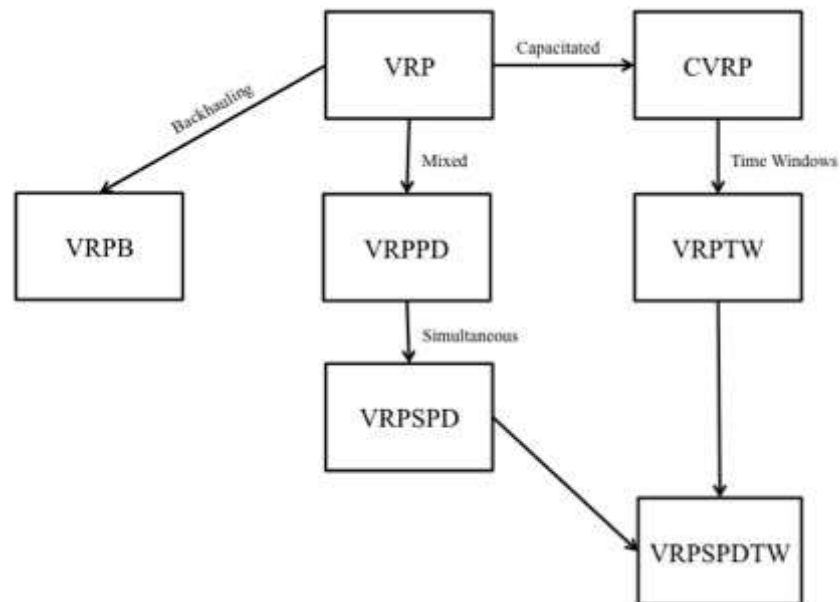 VRP
Capacitated
CVRP
Backhauling
Mixed
Time Windows
VRPB
VRPPD
VRPTW
Simultaneous
VRPSPD
VRPSPDTW